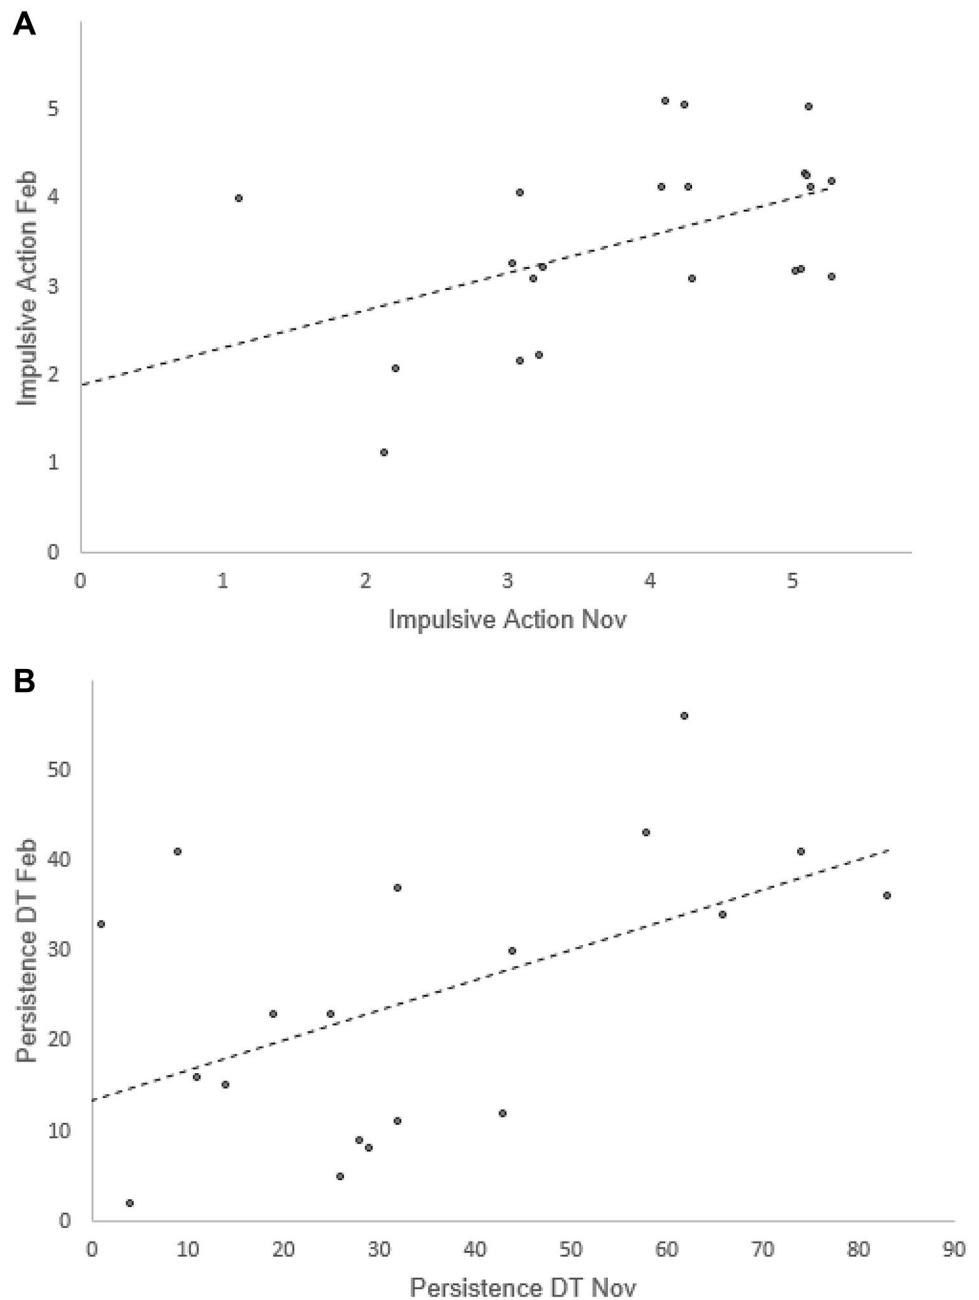 A
5
4
3
2
1
0
0 1 2 3 4 5
Impulsive Action Feb
Impulsive Action Nov
B
50
40
30
20
10
0
0 10 20 30 40 50 60 70 80 90
Persistence DT Feb
Persistence DT Nov